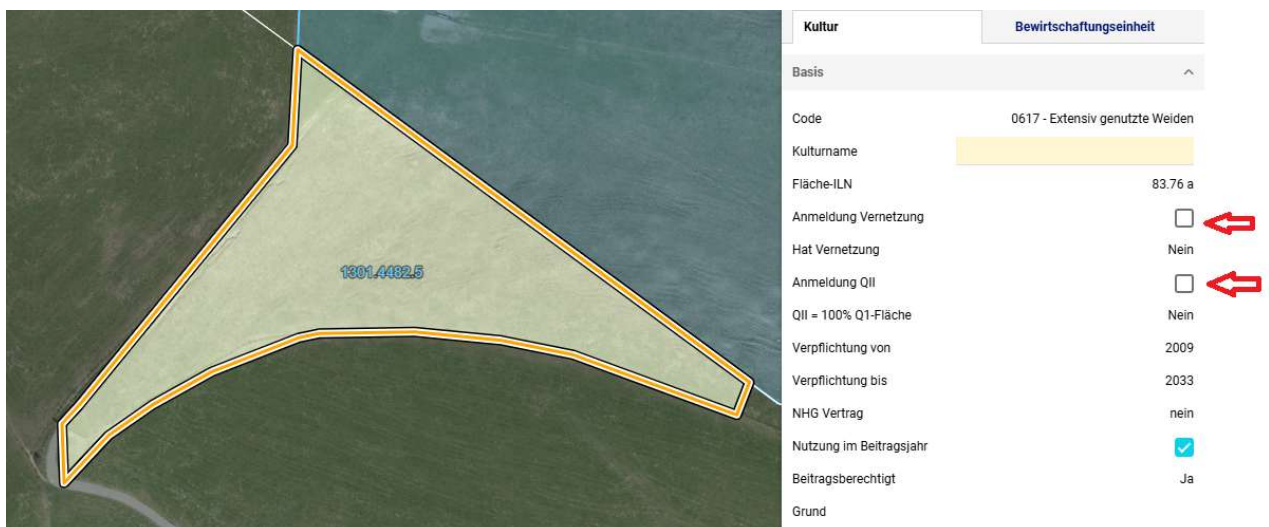 Kultur
Bewirtschaftungseinheit
Basis
Code 0617 - Extensiv genutzte Weiden
Kulturname
Fläche-ILN 83.76 a
Anmeldung Vernetzung
Hat Vernetzung Nein
Anmeldung QII
QII = 100% Q1-Fläche Nein
Verpflichtung von 2009
Verpflichtung bis 2033
NHG Vertrag nein
Nutzung im Beitragsjahr
Beitragsberechtigt Ja
Grund
1301.4482.5